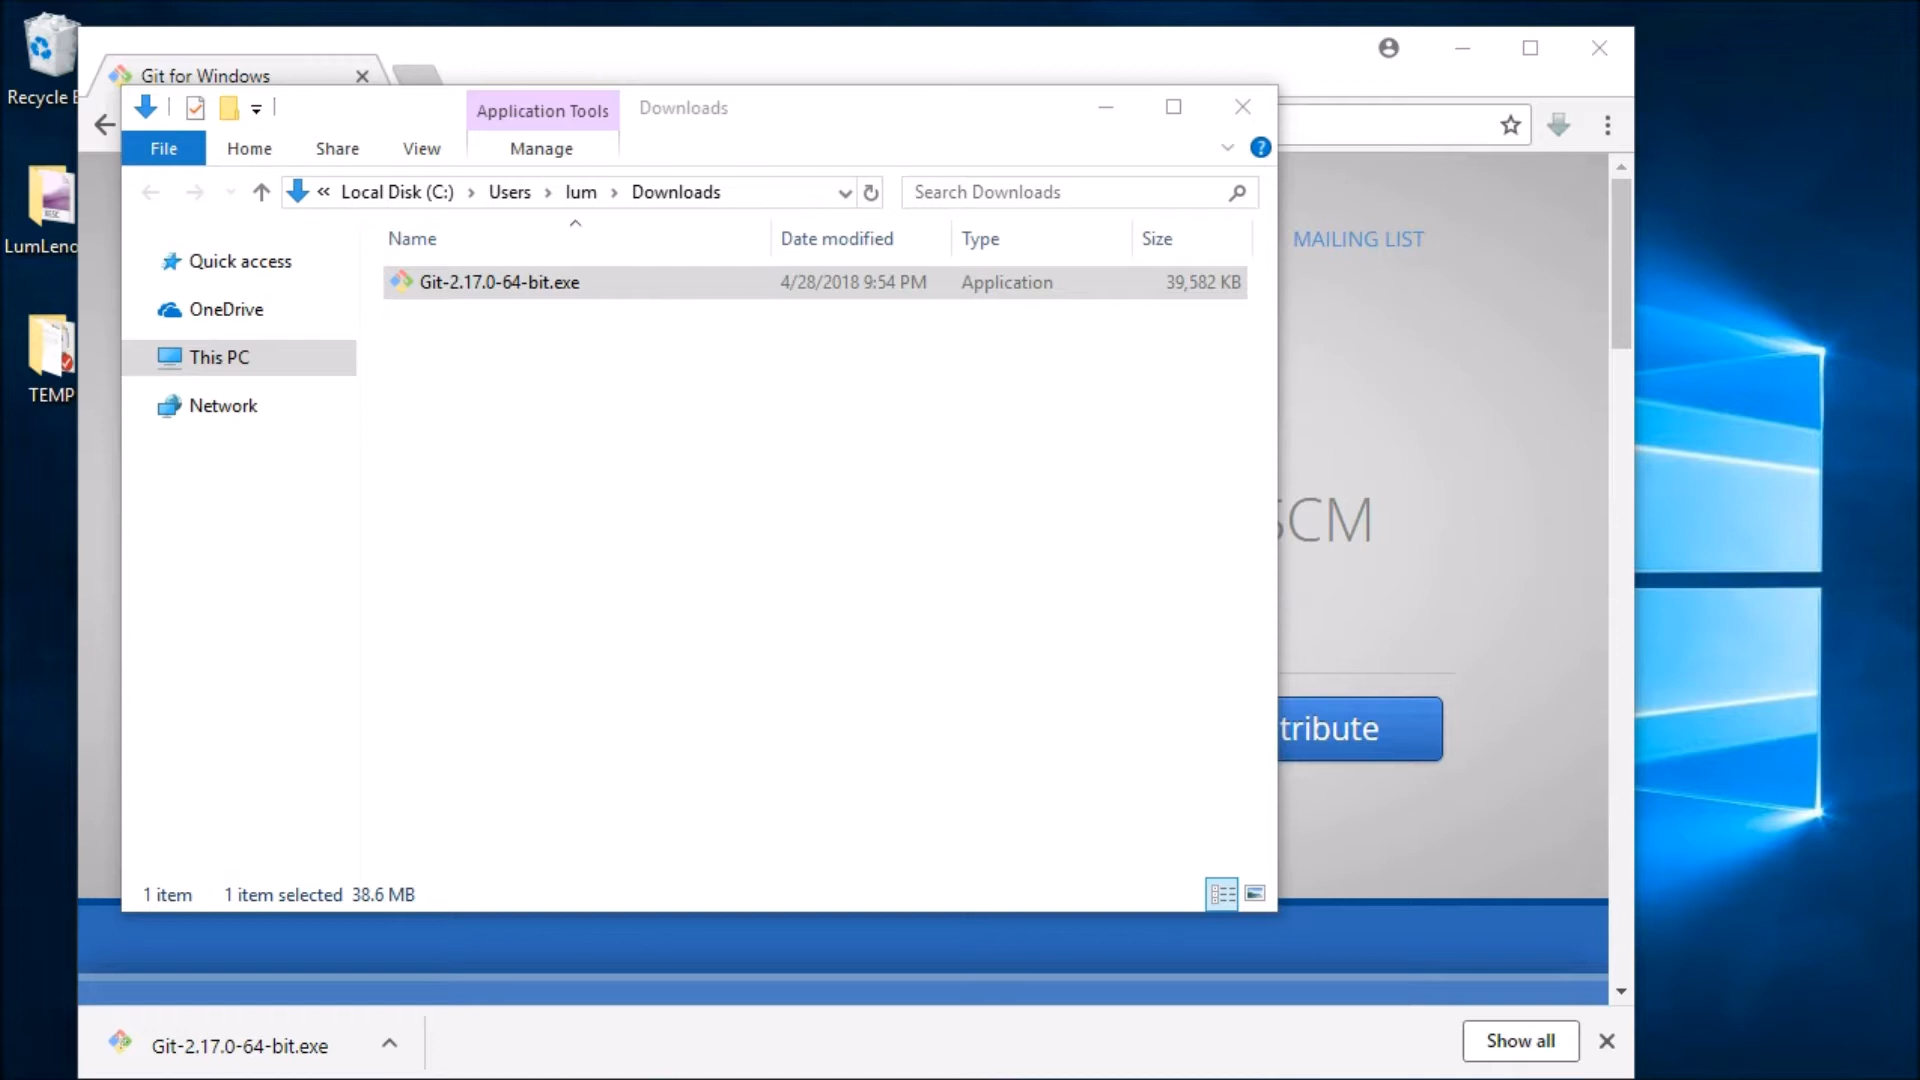 Recycle B
LumLeno
TEMP
Git for Windows
Application Tools
Downloads
File
Home
Share
View
Manage
« Local Disk (C:) › Users › lum › Downloads
Search Downloads
Name
Date modified
Type
Size
Quick access
OneDrive
This PC
Network
Git-2.17.0-64-bit.exe
4/28/2018 9:54 PM
Application
39,582 KB
MAILING LIST
SCM
tribute
1 item
1 item selected 38.6 MB
Git-2.17.0-64-bit.exe
Show all